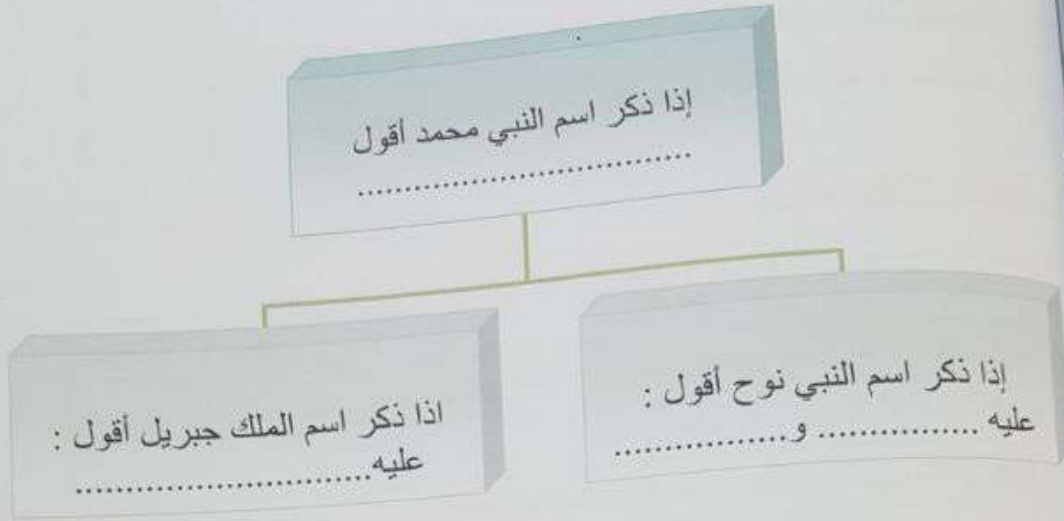 إذا ذكر اسم النبي محمد أقول
..................................
إذا ذكر اسم النبي نوح أقول :
عليه ................ و.................
اذا ذكر اسم الملك جبريل أقول :
عليه.............................